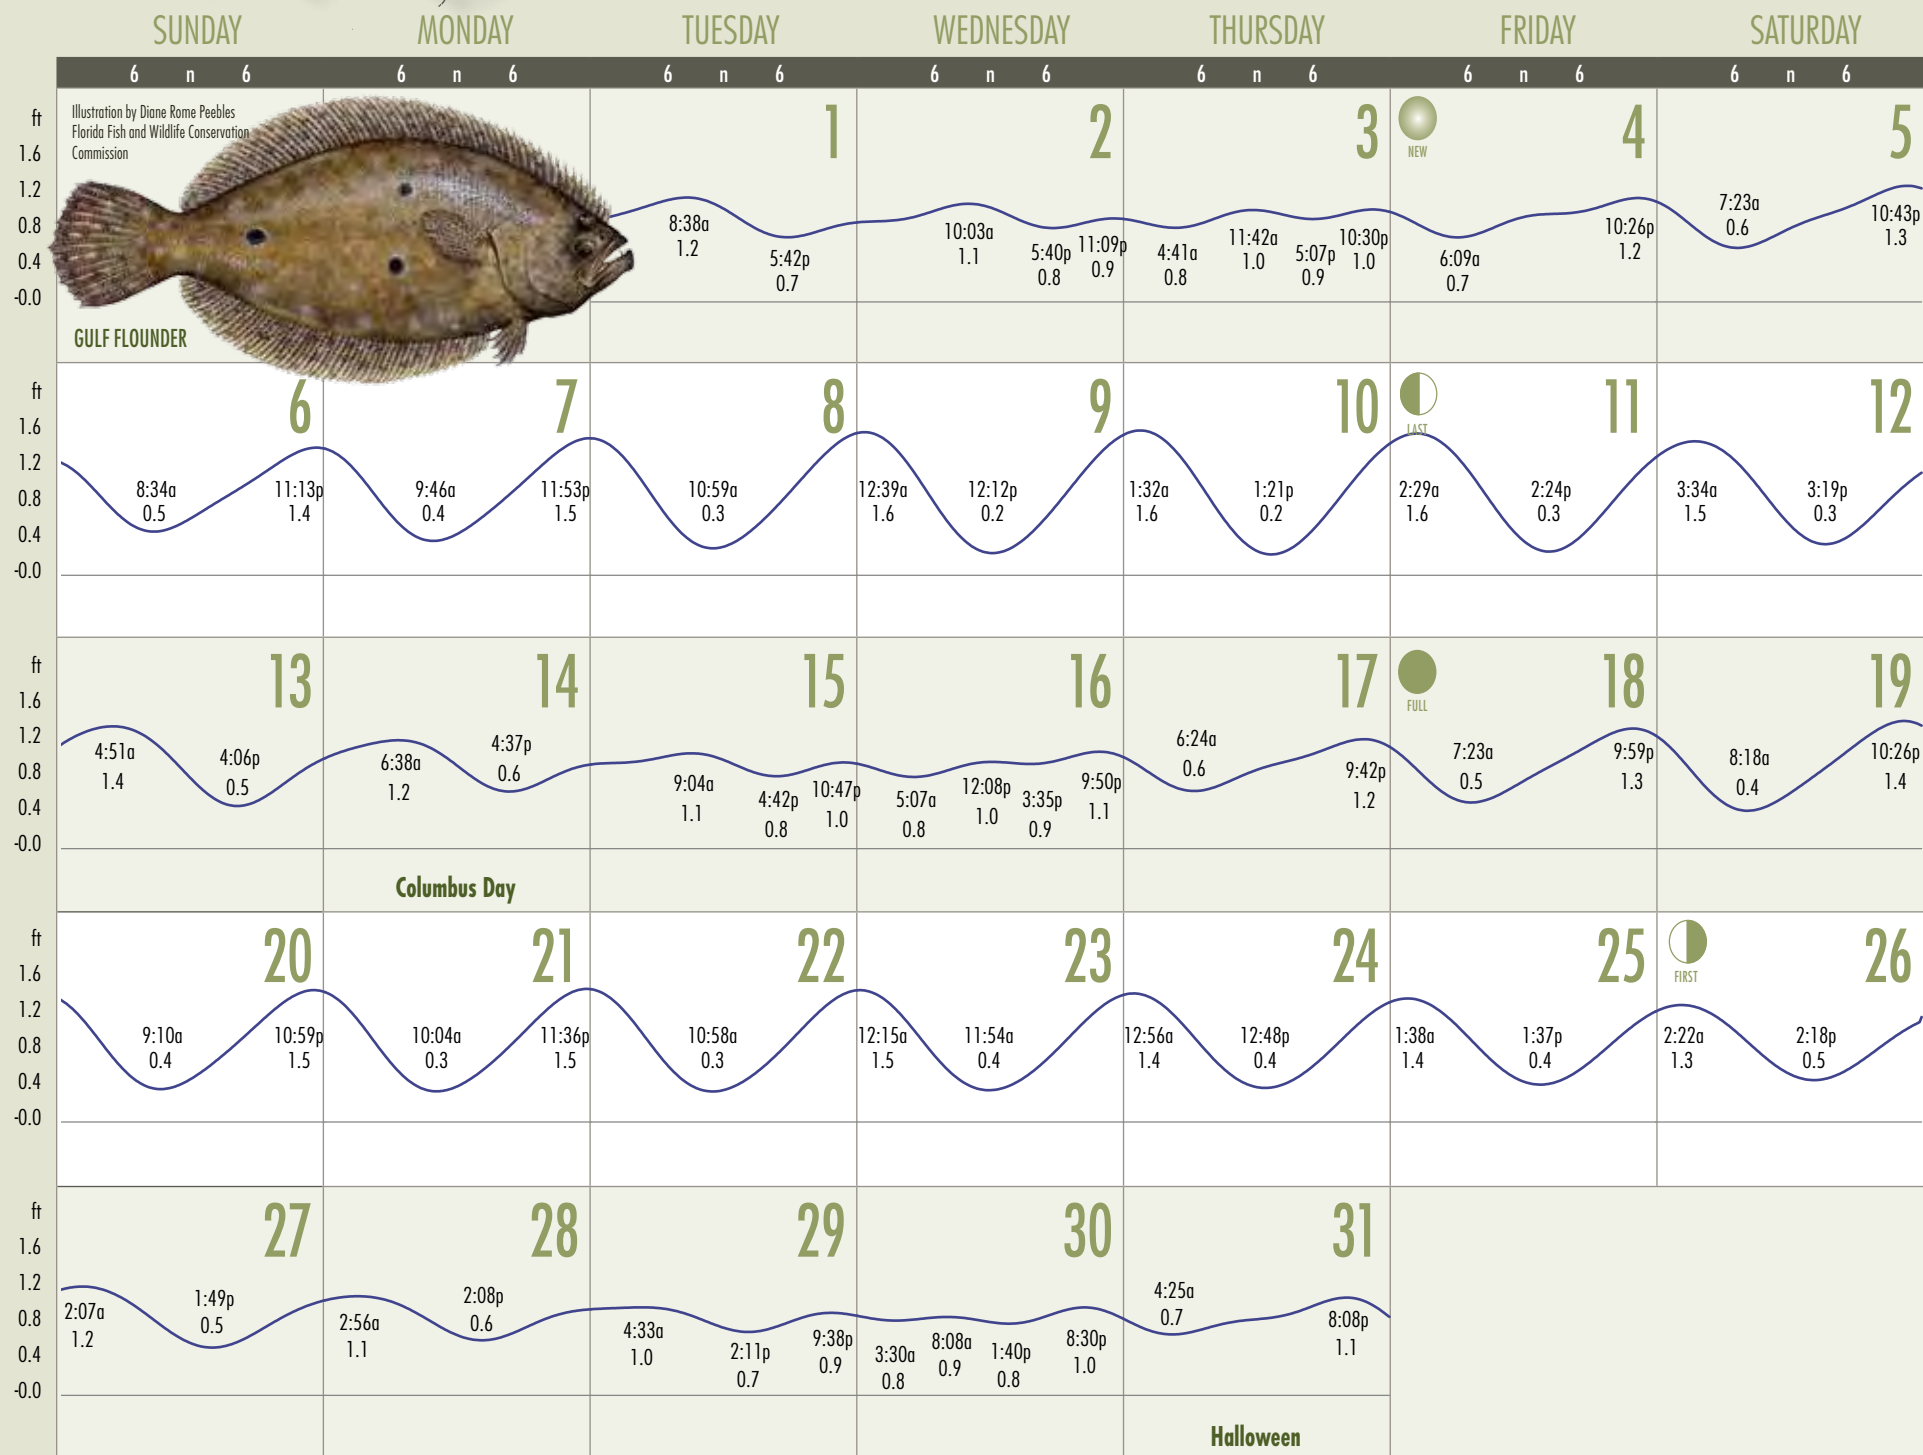 SUNDAY MONDAY TUESDAY WEDNESDAY THURSDAY FRIDAY SATURDAY
6 n 6 6 n 6 6 n 6 6 n 6 6 n 6 6 n 6 6 n 6
Illustration by Diane Rome Peebles
Florida Fish and Wildlife Conservation
Commission
GULF FLOUNDER
ft
1.6
1.2
0.8
0.4
-0.0
1
8:38a
1.2
5:42p
0.7
2
10:03a
1.1
5:40p
0.8
11:09p
0.9
3
4:41a
0.8
11:42a
1.0
5:07p
0.9
10:30p
1.0
NEW
4
6:09a
0.7
10:26p
1.2
5
7:23a
0.6
10:43p
1.3
ft
1.6
1.2
0.8
0.4
-0.0
6
8:34a
0.5
11:13p
1.4
7
9:46a
0.4
11:53p
1.5
8
10:59a
0.3
9
12:39a
1.6
12:12p
0.2
10
1:32a
1.6
1:21p
0.2
LAST
11
2:29a
1.6
2:24p
0.3
12
3:34a
1.5
3:19p
0.3
ft
1.6
1.2
0.8
0.4
-0.0
13
4:51a
1.4
4:06p
0.5
14
6:38a
1.2
4:37p
0.6
Columbus Day
15
9:04a
1.1
4:42p
0.8
10:47p
1.0
16
5:07a
0.8
12:08p
1.0
3:35p
0.9
9:50p
1.1
17
6:24a
0.6
9:42p
1.2
FULL
18
7:23a
0.5
9:59p
1.3
19
8:18a
0.4
10:26p
1.4
ft
1.6
1.2
0.8
0.4
-0.0
20
9:10a
0.4
10:59p
1.5
21
10:04a
0.3
11:36p
1.5
22
10:58a
0.3
23
12:15a
1.5
11:54a
0.4
24
12:56a
1.4
12:48p
0.4
25
1:38a
1.4
1:37p
0.4
FIRST
26
2:22a
1.3
2:18p
0.5
ft
1.6
1.2
0.8
0.4
-0.0
27
2:07a
1.2
1:49p
0.5
28
2:56a
1.1
2:08p
0.6
29
4:33a
1.0
2:11p
0.7
9:38p
0.9
30
3:30a
0.8
8:08a
0.9
1:40p
0.8
8:30p
1.0
31
4:25a
0.7
8:08p
1.1
Halloween